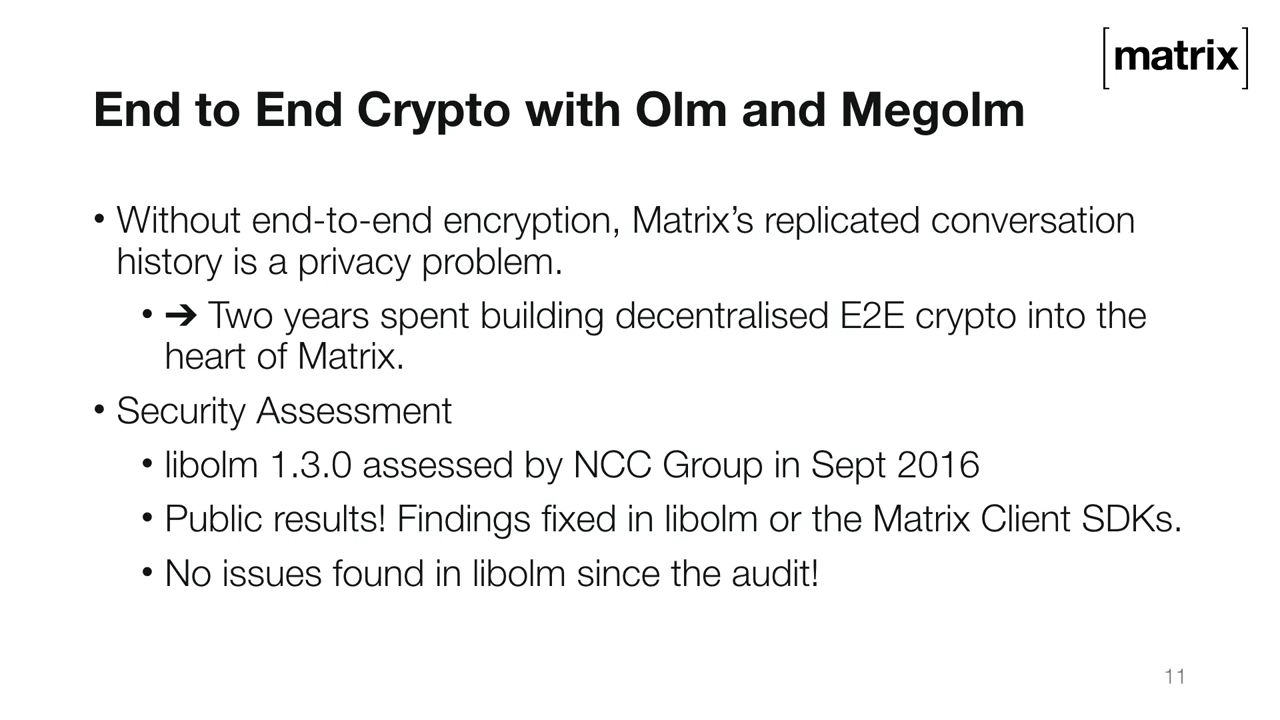 [matrix]
End to End Crypto with Olm and Megolm
• Without end-to-end encryption, Matrix’s replicated conversation
history is a privacy problem.
• ➔ Two years spent building decentralised E2E crypto into the
heart of Matrix.
• Security Assessment
• libolm 1.3.0 assessed by NCC Group in Sept 2016
• Public results! Findings fixed in libolm or the Matrix Client SDKs.
• No issues found in libolm since the audit!
11